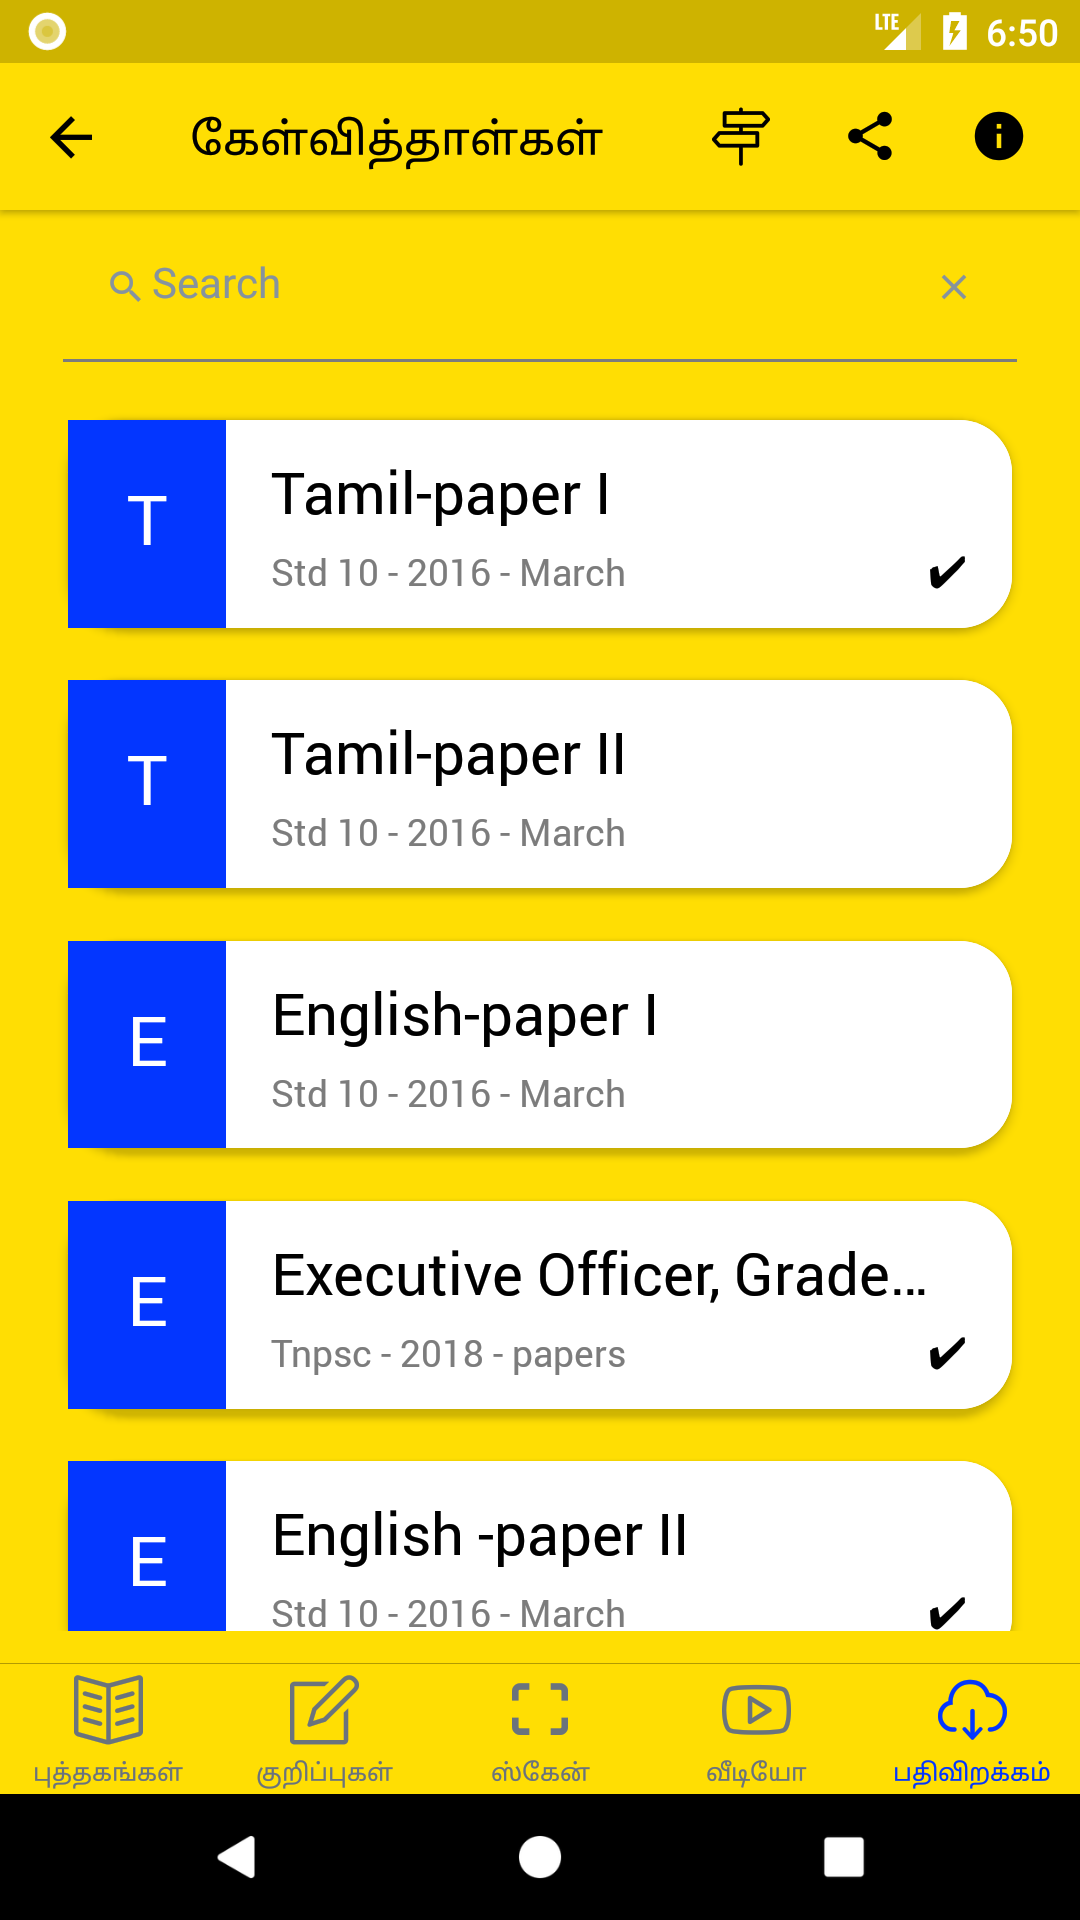 LTE 6:50
கேள்வித்தாள்கள்
Search
T
Tamil-paper I
Std 10 - 2016 - March
T
Tamil-paper II
Std 10 - 2016 - March
E
English-paper I
Std 10 - 2016 - March
E
Executive Officer, Grade...
Tnpsc - 2018 - papers
E
English -paper II
Std 10 - 2016 - March
புத்தகங்கள் குறிப்புகள் ஸ்கேன் வீடியோ பதிவிறக்கம்